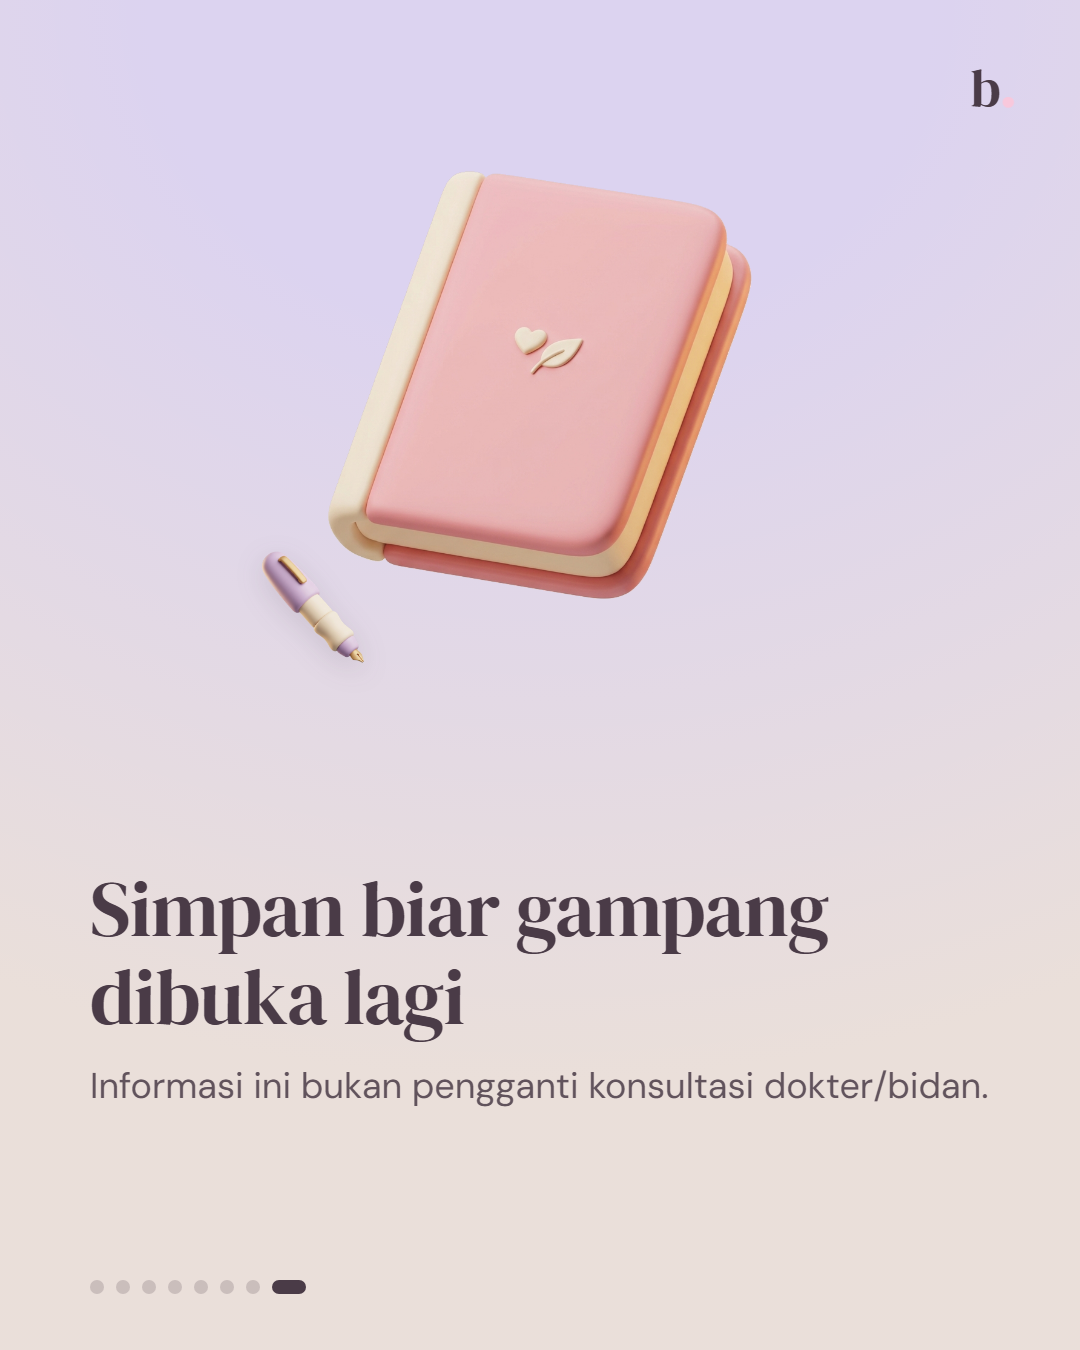 b.
Simpan biar gampang
dibuka lagi
Informasi ini bukan pengganti konsultasi dokter/bidan.